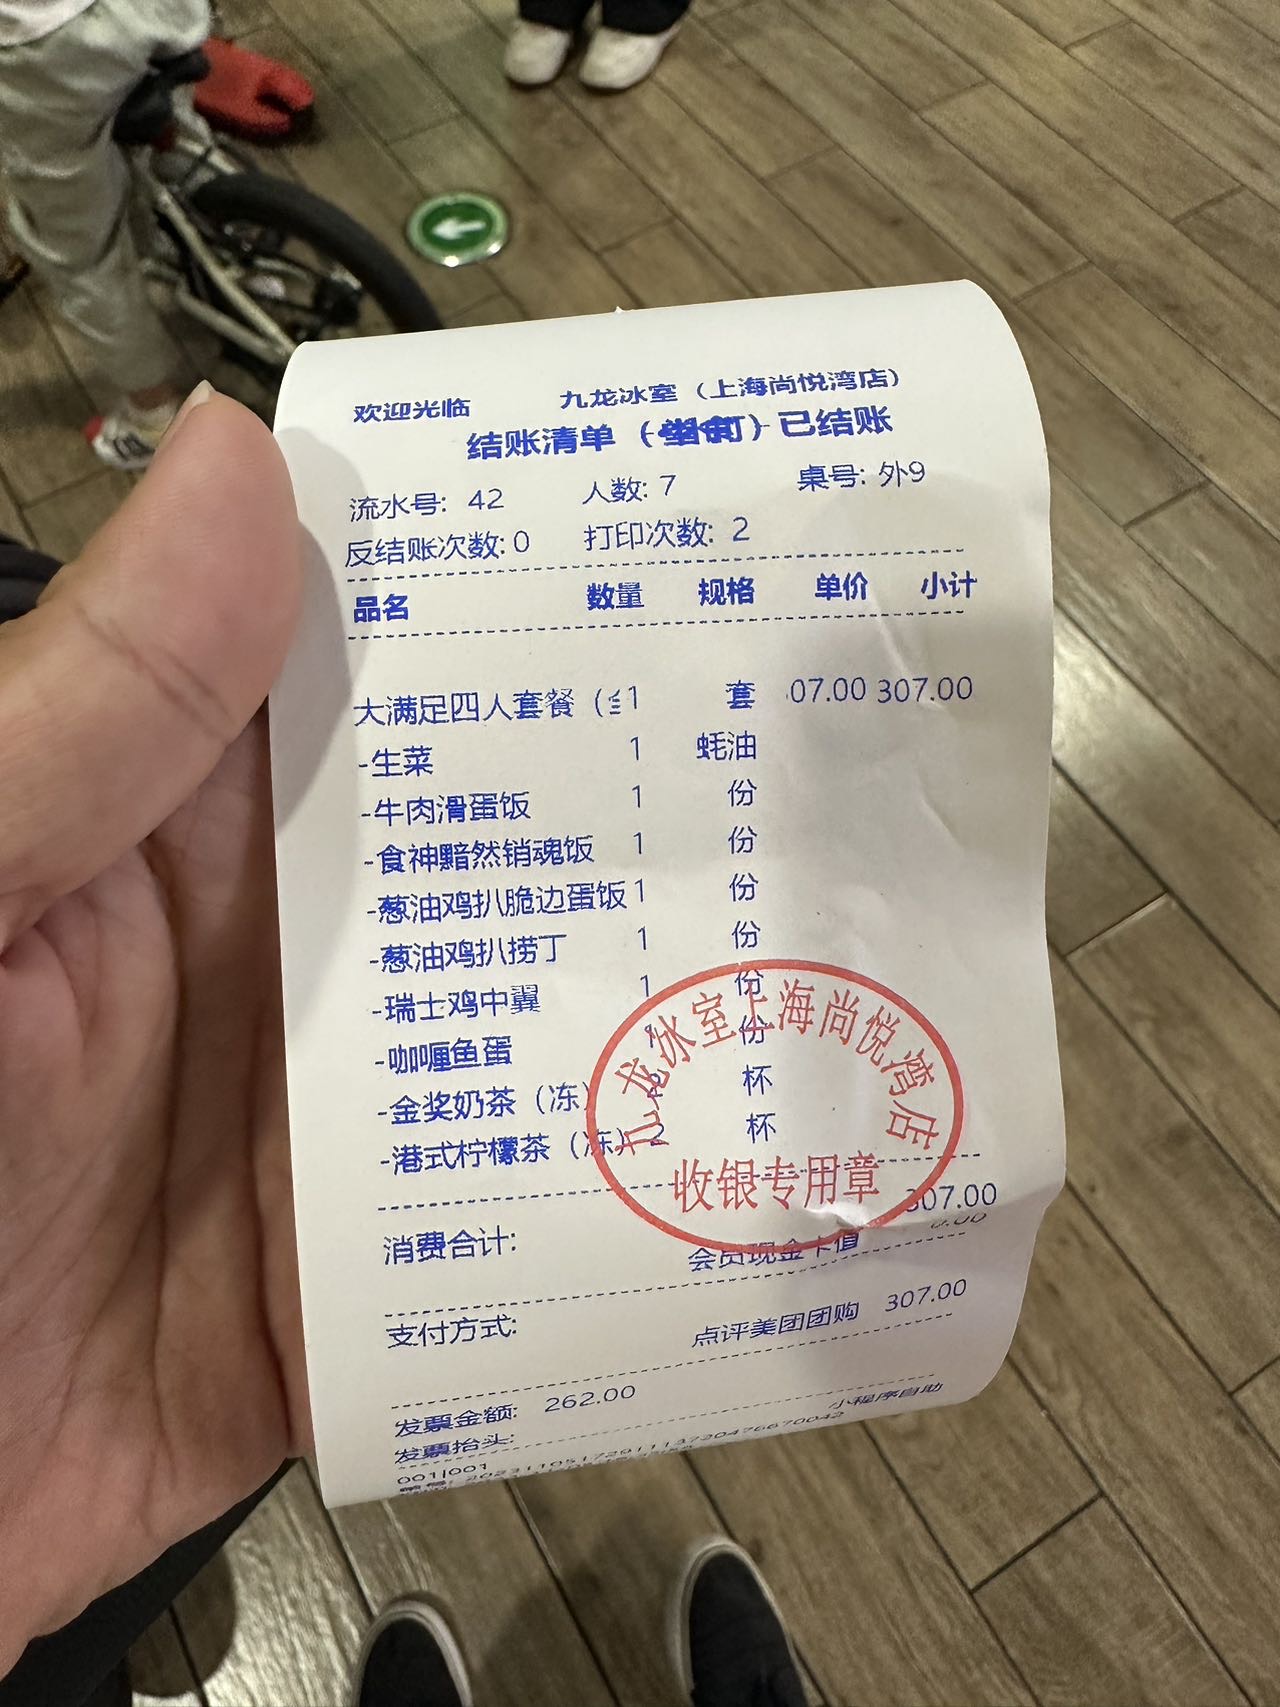 欢迎光临 九龙冰室（上海尚悦湾店）
结账清单（ ）已结账
流水号: 42 人数: 7 桌号: 外9
反结账次数: 0 打印次数: 2
品名 数量 规格 单价 小计
大满足四人套餐（ 1 套 07.00 307.00
-生菜 1 蚝油
-牛肉滑蛋饭 1 份
-食神黯然销魂饭 1 份
-葱油鸡扒脆边蛋饭 1 份
-葱油鸡扒捞丁 1 份
-瑞士鸡中翼 1 份
-咖喱鱼蛋 份
-金奖奶茶（冻） 杯
-港式柠檬茶（冻） 2 杯
九龙冰室上海尚悦湾店
收银专用章
消费合计: 307.00
会员现金卡值 0.00
支付方式: 点评美团团购 307.00
发票金额: 262.00
发票抬头: 小程序自助
001|001